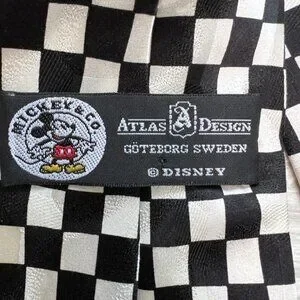 MICKEY & CO
ATLAS A DESIGN
GÖTEBORG SWEDEN
© DISNEY